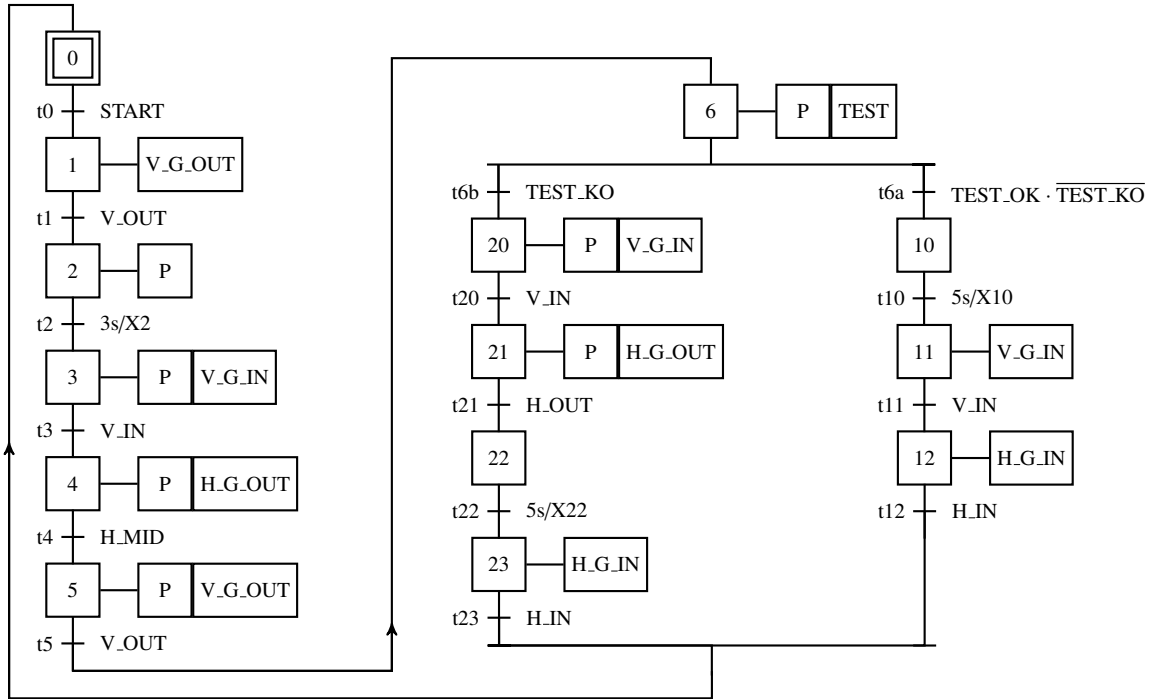 0
t0 START
1 V_G_OUT
t1 V_OUT
2 P
t2 3s/X2
3 P V_G_IN
t3 V_IN
4 P H_G_OUT
t4 H_MID
5 P V_G_OUT
t5 V_OUT
6 P TEST
t6b TEST_KO
20 P V_G_IN
t20 V_IN
21 P H_G_OUT
t21 H_OUT
22
t22 5s/X22
23 H_G_IN
t23 H_IN
t6a TEST_OK · \overline{TEST_KO}
10
t10 5s/X10
11 V_G_IN
t11 V_IN
12 H_G_IN
t12 H_IN